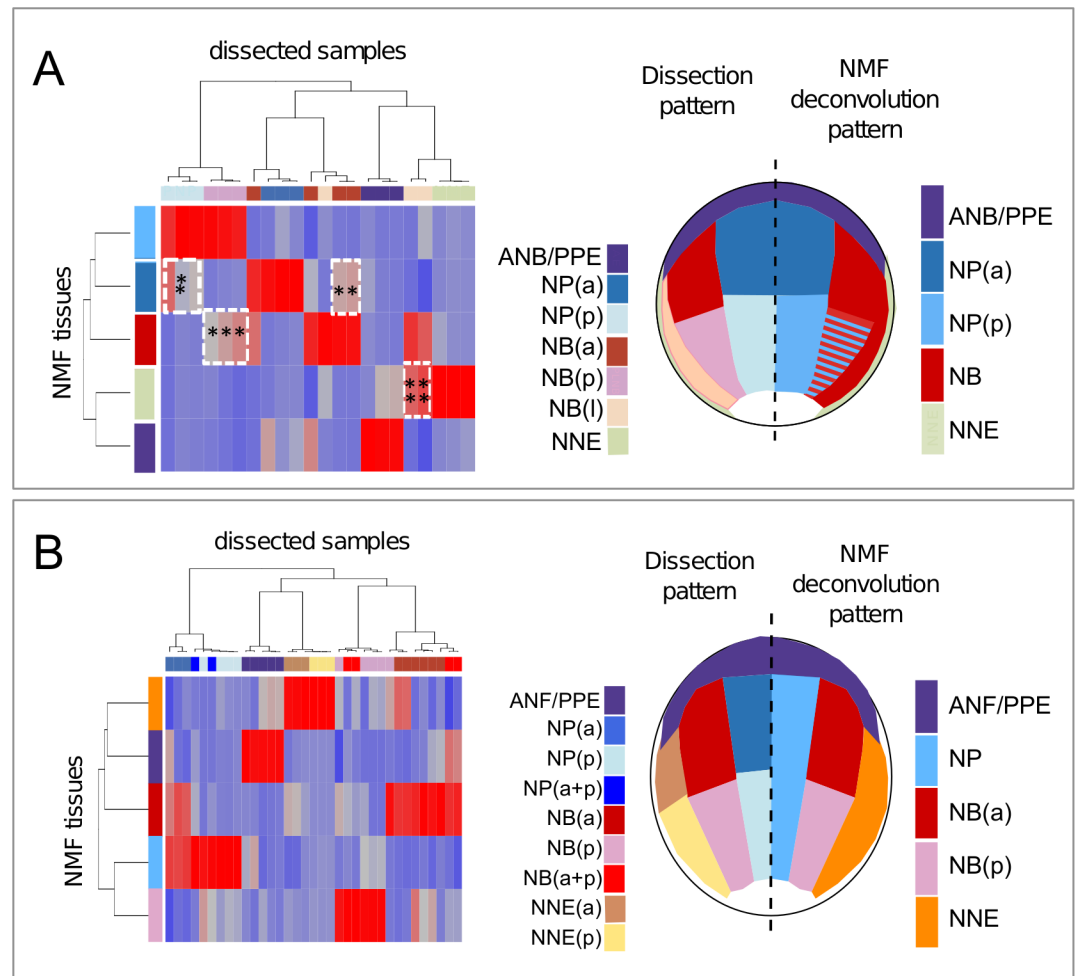 A
dissected samples
NMF tissues
**
**
***
****
Dissection
pattern
NMF
deconvolution
pattern
ANB/PPE
NP(a)
NP(p)
NB(a)
NB(p)
NB(l)
NNE
ANB/PPE
NP(a)
NP(p)
NB
NNE
NNE
B
dissected samples
NMF tissues
Dissection
pattern
NMF
deconvolution
pattern
ANF/PPE
NP(a)
NP(p)
NP(a+p)
NB(a)
NB(p)
NB(a+p)
NNE(a)
NNE(p)
ANF/PPE
NP
NB(a)
NB(p)
NNE